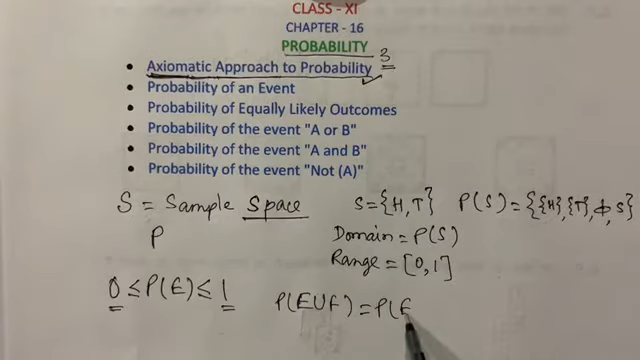 CLASS - XI
CHAPTER - 16
PROBABILITY
• Axiomatic Approach to Probability 3
• Probability of an Event
• Probability of Equally Likely Outcomes
• Probability of the event "A or B"
• Probability of the event "A and B"
• Probability of the event "Not (A)"
S = Sample Space S={H,T} P(S)={{H},{T},ϕ,S}
P Domain = P(S)
Range = [0,1]
0 ≤ P(E) ≤ 1 P(EUF) = P(E